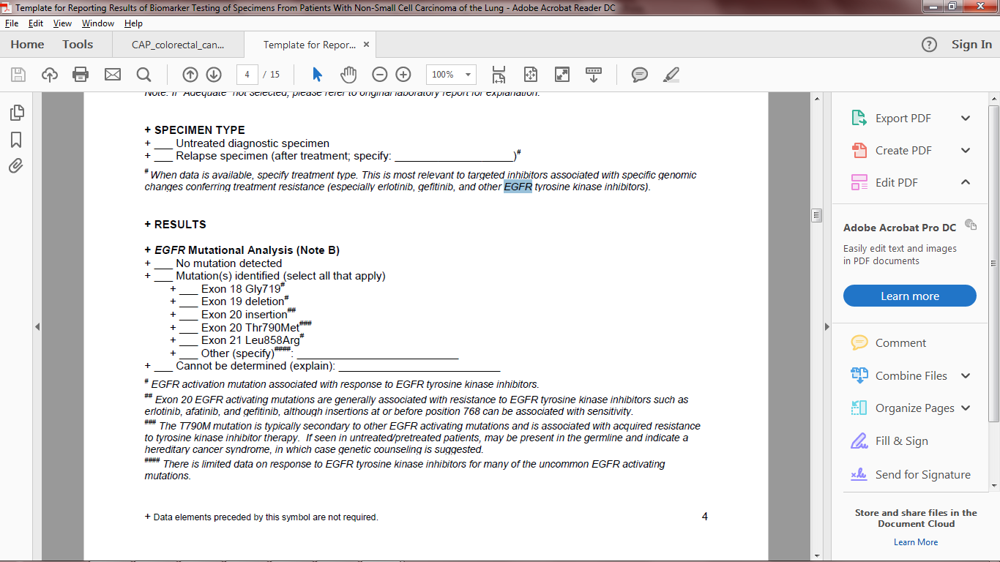 Template for Reporting Results of Biomarker Testing of Specimens From Patients With Non-Small Cell Carcinoma of the Lung - Adobe Acrobat Reader DC
File Edit View Window Help
Home Tools CAP_colorectal_can... Template for Repor... × ? Sign In
4 / 15 100%
Note: If "Adequate" not selected, please refer to original laboratory report for explanation.
+ SPECIMEN TYPE
+ ___ Untreated diagnostic specimen
+ ___ Relapse specimen (after treatment; specify: ____________________)#
# When data is available, specify treatment type. This is most relevant to targeted inhibitors associated with specific genomic
changes conferring treatment resistance (especially erlotinib, gefitinib, and other EGFR tyrosine kinase inhibitors).
+ RESULTS
+ EGFR Mutational Analysis (Note B)
+ ___ No mutation detected
+ ___ Mutation(s) identified (select all that apply)
+ ___ Exon 18 Gly719#
+ ___ Exon 19 deletion#
+ ___ Exon 20 insertion##
+ ___ Exon 20 Thr790Met###
+ ___ Exon 21 Leu858Arg#
+ ___ Other (specify)####: ___________________________
+ ___ Cannot be determined (explain): ___________________________
# EGFR activation mutation associated with response to EGFR tyrosine kinase inhibitors.
## Exon 20 EGFR activating mutations are generally associated with resistance to EGFR tyrosine kinase inhibitors such as
erlotinib, afatinib, and gefitinib, although insertions at or before position 768 can be associated with sensitivity.
### The T790M mutation is typically secondary to other EGFR activating mutations and is associated with acquired resistance
to tyrosine kinase inhibitor therapy. If seen in untreated/pretreated patients, may be present in the germline and indicate a
hereditary cancer syndrome, in which case genetic counseling is suggested.
#### There is limited data on response to EGFR tyrosine kinase inhibitors for many of the uncommon EGFR activating
mutations.
+ Data elements preceded by this symbol are not required. 4
Export PDF
Create PDF
Edit PDF
Adobe Acrobat Pro DC
Easily edit text and images
in PDF documents
Learn more
Comment
Combine Files
Organize Pages
Fill & Sign
Send for Signature
Store and share files in the
Document Cloud
Learn More